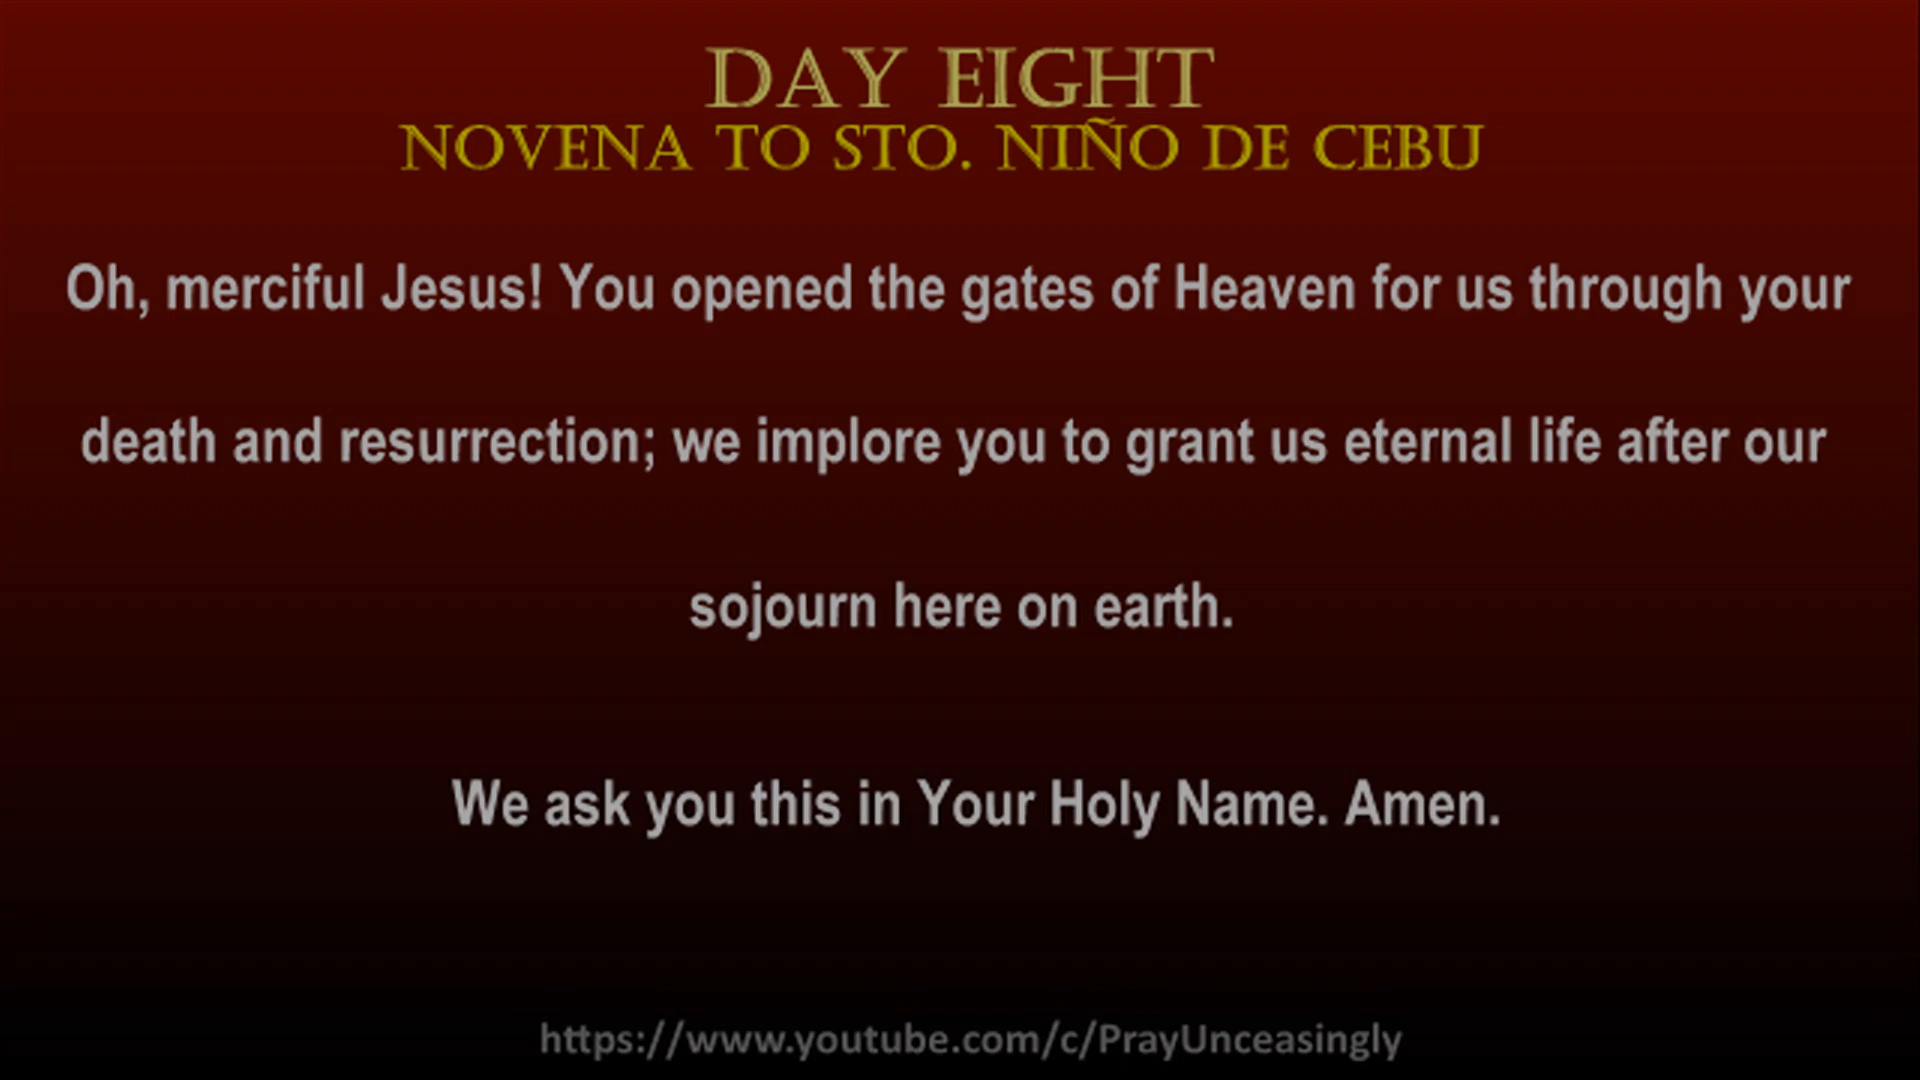 DAY EIGHT
NOVENA TO STO. NIÑO DE CEBU
Oh, merciful Jesus! You opened the gates of Heaven for us through your
death and resurrection; we implore you to grant us eternal life after our
sojourn here on earth.
We ask you this in Your Holy Name. Amen.
https://www.youtube.com/c/PrayUnceasingly